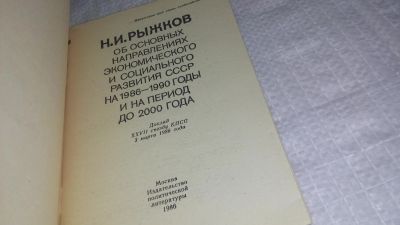 Н.И.РЫЖКОВ
ОБ ОСНОВНЫХ
НАПРАВЛЕНИЯХ
ЭКОНОМИЧЕСКОГО
И СОЦИАЛЬНОГО
РАЗВИТИЯ СССР
НА 1986—1990 ГОДЫ
И НА ПЕРИОД
ДО 2000 ГОДА
Доклад
XXVII съезду КПСС
3 марта 1986 года
Москва
Издательство
политической
литературы
1986